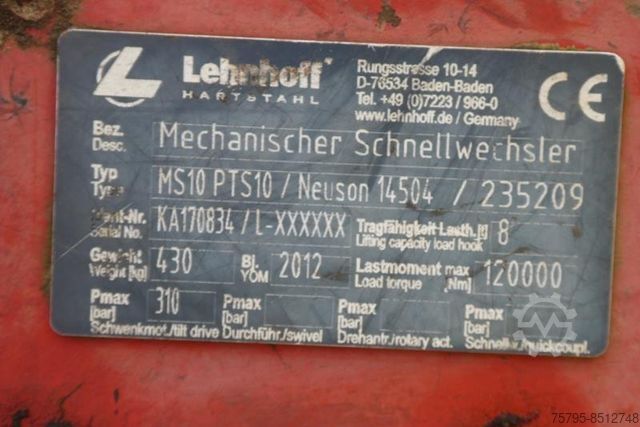 Lehnhoff
HARTSTAHL
Rungsstrasse 10-14
D-76534 Baden-Baden
Tel. +49 (0)7223 / 966-0
www.lehnhoff.de / Germany
CE
Bez. Mechanischer Schnellwechsler
Desc.
Typ MS10 PTS10 / Neuson 14504 / 235209
Type
Ident-Nr. KA170834 / L-XXXXXX Tragfähigkeit-Lasth. [t] 8
Serial No. Lifting capacity load hook
Gewicht 430 Bj. 2012 Lastmoment max 120000
Weight [kg] YOM Load torque [Nm]
Pmax 310 Pmax Pmax Pmax
[bar] [bar] [bar] [bar]
Schwenkmot./tilt drive Durchführ./swivel Drehantr./rotary act. Schnellw./quickcoupl.
75795-8512748